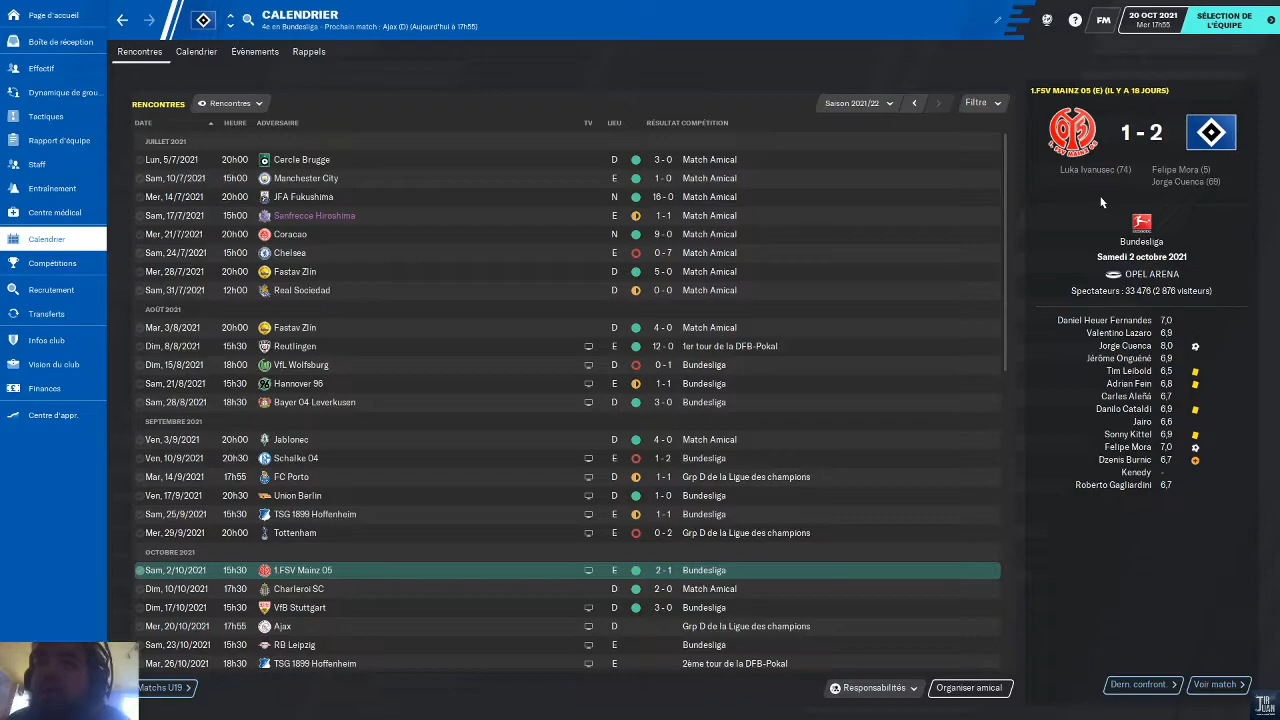 Page d'accueil
Boîte de réception
Effectif
Dynamique de grou...
Tactiques
Rapport d'équipe
Staff
Entraînement
Centre médical
Calendrier
Compétitions
Recrutement
Transferts
Infos club
Vision du club
Finances
Centre d'appr.
CALENDRIER
4e en Bundesliga - Prochain match : Ajax (D) (Aujourd'hui à 17h55)
? FM
20 OCT 2021
Mer 17h55
SÉLECTION DE L'ÉQUIPE
Rencontres Calendrier Évènements Rappels
RENCONTRES Rencontres Saison 2021/22 Filtre
DATE HEURE ADVERSAIRE TV LIEU RÉSULTAT COMPÉTITION
JUILLET 2021
Lun, 5/7/2021 20h00 Cercle Brugge D 3-0 Match Amical
Sam, 10/7/2021 15h00 Manchester City E 1-0 Match Amical
Mer, 14/7/2021 20h00 JFA Fukushima N 16-0 Match Amical
Sam, 17/7/2021 15h00 Sanfrecce Hiroshima E 1-1 Match Amical
Mer, 21/7/2021 20h00 Coracao N 9-0 Match Amical
Sam, 24/7/2021 15h00 Chelsea E 0-7 Match Amical
Mer, 28/7/2021 20h00 Fastav Zlín D 5-0 Match Amical
Sam, 31/7/2021 12h00 Real Sociedad E 0-0 Match Amical
AOÛT 2021
Mar, 3/8/2021 20h00 Fastav Zlín D 4-0 Match Amical
Dim, 8/8/2021 18h30 Reutlingen E 12-0 1er tour de la DFB-Pokal
Dim, 15/8/2021 18h00 VfL Wolfsburg D 0-1 Bundesliga
Sam, 21/8/2021 15h30 Hannover 96 E 1-1 Bundesliga
Sam, 28/8/2021 18h30 Bayer 04 Leverkusen D 3-0 Bundesliga
SEPTEMBRE 2021
Ven, 3/9/2021 20h00 Jablonec D 4-0 Match Amical
Ven, 10/9/2021 20h30 Schalke 04 E 1-2 Bundesliga
Mar, 14/9/2021 17h55 FC Porto D 1-1 Grp D de la Ligue des champions
Ven, 17/9/2021 20h30 Union Berlin D 1-0 Bundesliga
Sam, 25/9/2021 15h30 TSG 1899 Hoffenheim E 1-1 Bundesliga
Mer, 29/9/2021 20h00 Tottenham E 0-2 Grp D de la Ligue des champions
OCTOBRE 2021
Sam, 2/10/2021 15h30 1.FSV Mainz 05 E 2-1 Bundesliga
Dim, 10/10/2021 17h30 Charleroi SC D 2-0 Match Amical
Dim, 17/10/2021 15h30 VfB Stuttgart D 3-0 Bundesliga
Mer, 20/10/2021 17h55 Ajax D Grp D de la Ligue des champions
Sam, 23/10/2021 15h30 RB Leipzig E Bundesliga
Mar, 26/10/2021 18h30 TSG 1899 Hoffenheim E 2ème tour de la DFB-Pokal
Matchs U19 Responsabilités Organiser amical
1.FSV MAINZ 05 (E) (IL Y A 18 JOURS)
1 - 2
Luka Ivanusec (74) Felipe Mora (5)
Jorge Cuenca (69)
Bundesliga
Samedi 2 octobre 2021
OPEL ARENA
Spectateurs : 33 476 (2 876 visiteurs)
Daniel Heuer Fernandes 7,0
Valentino Lazaro 6,9
Jorge Cuenca 8,0
Jérôme Onguéné 6,9
Tim Leibold 6,5
Adrian Fein 6,8
Carles Aleñá 6,7
Danilo Cataldi 6,9
Jairo 6,6
Sonny Kittel 6,9
Felipe Mora 7,0
Dzenis Burnic 6,7
Kenedy -
Roberto Gagliardini 6,7
Dern. confront. Voir match
TIR JUAN